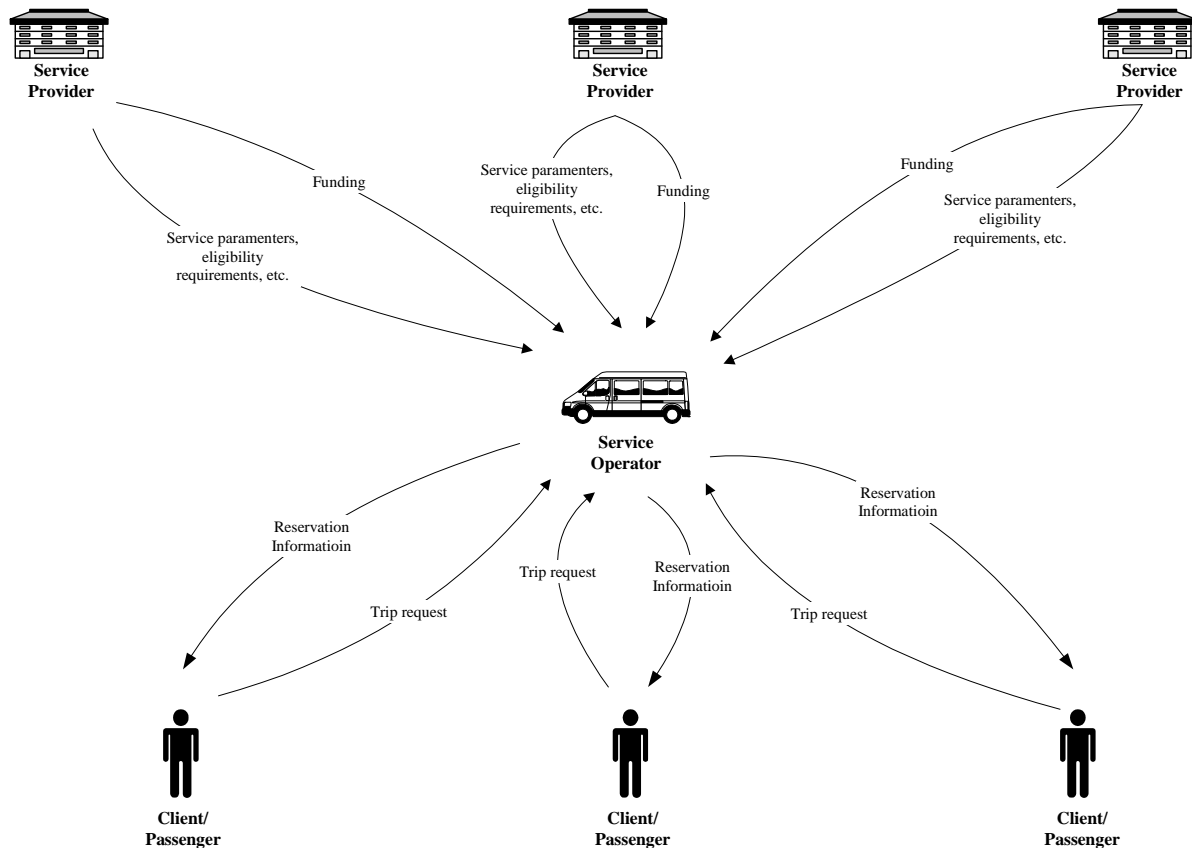 Service
Provider
Service
Provider
Service
Provider
Funding
Service paramenters,
eligibility
requirements, etc.
Service paramenters,
eligibility
requirements, etc.
Funding
Funding
Service paramenters,
eligibility
requirements, etc.
Service
Operator
Reservation
Informatioin
Trip request
Trip request
Reservation
Informatioin
Reservation
Informatioin
Trip request
Client/
Passenger
Client/
Passenger
Client/
Passenger